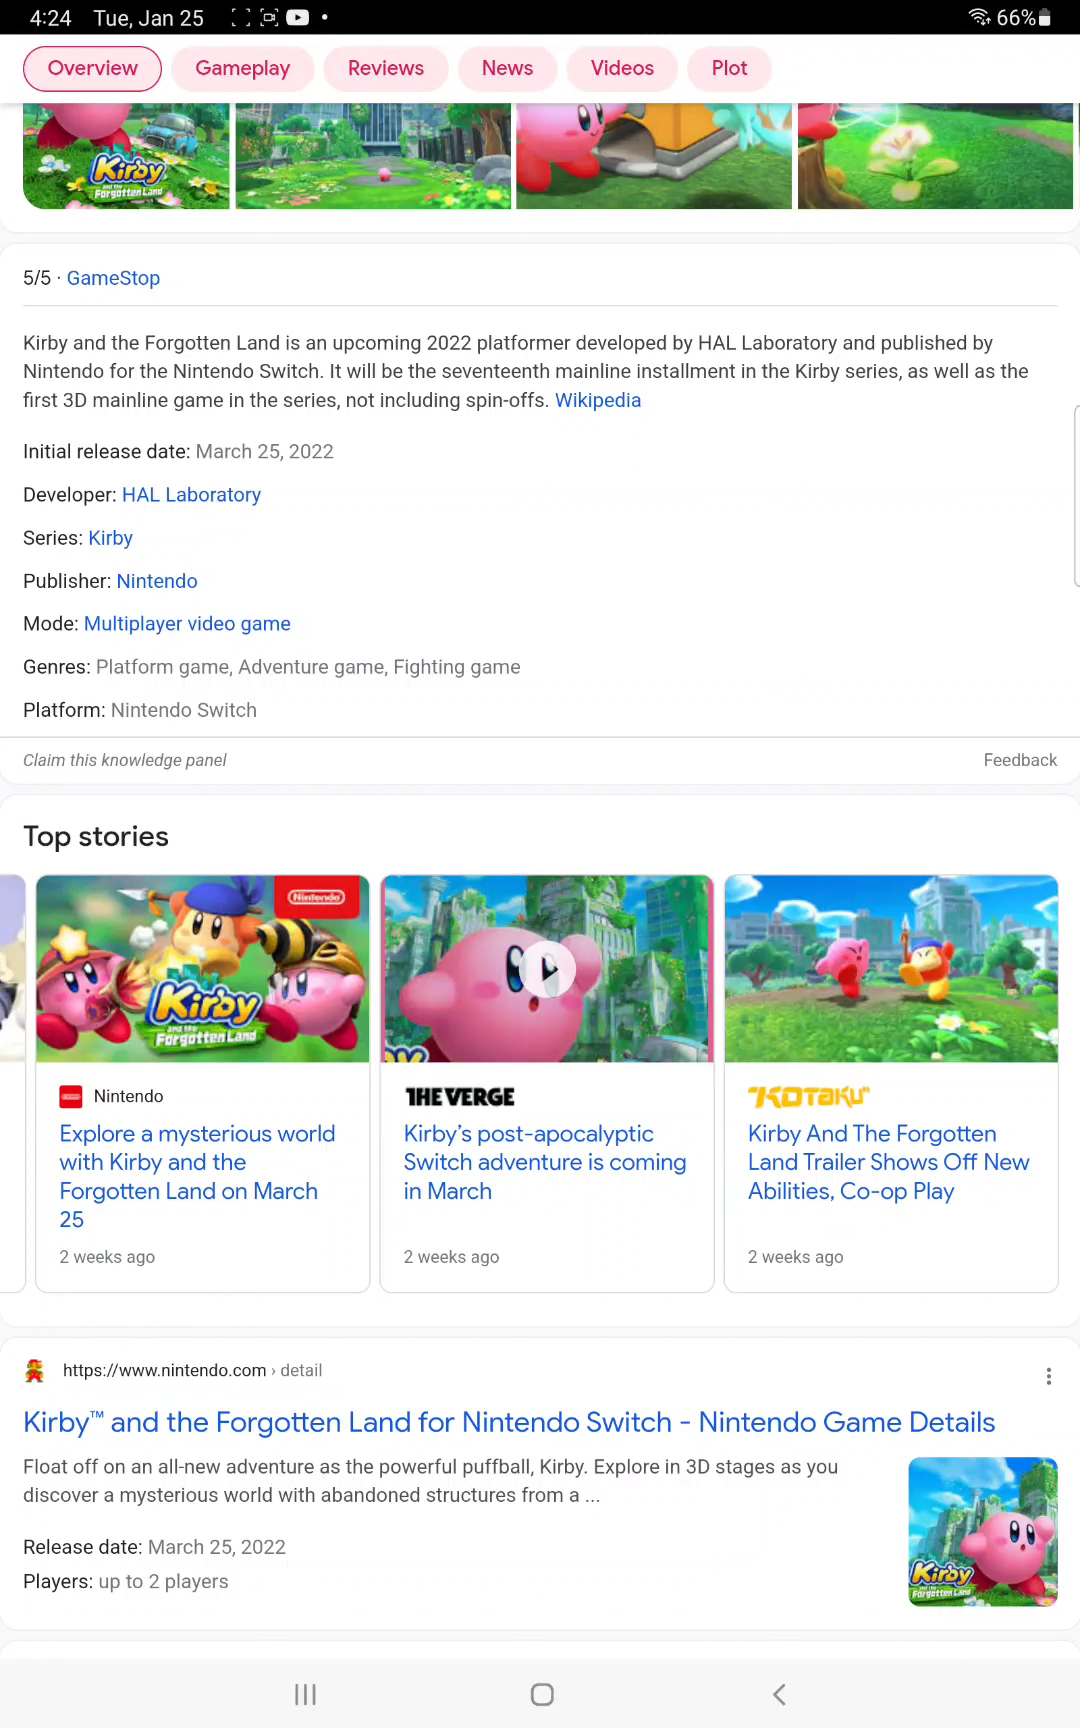 4:24 Tue, Jan 25 66%
Overview Gameplay Reviews News Videos Plot
Kirby
and the
Forgotten Land
5/5 · GameStop
Kirby and the Forgotten Land is an upcoming 2022 platformer developed by HAL Laboratory and published by
Nintendo for the Nintendo Switch. It will be the seventeenth mainline installment in the Kirby series, as well as the
first 3D mainline game in the series, not including spin-offs. Wikipedia
Initial release date: March 25, 2022
Developer: HAL Laboratory
Series: Kirby
Publisher: Nintendo
Mode: Multiplayer video game
Genres: Platform game, Adventure game, Fighting game
Platform: Nintendo Switch
Claim this knowledge panel Feedback
Top stories
Nintendo
Kirby
and the
Forgotten Land
Nintendo
Explore a mysterious world
with Kirby and the
Forgotten Land on March
25
2 weeks ago
THE VERGE
Kirby's post-apocalyptic
Switch adventure is coming
in March
2 weeks ago
KOTAKU
Kirby And The Forgotten
Land Trailer Shows Off New
Abilities, Co-op Play
2 weeks ago
https://www.nintendo.com › detail
Kirby™ and the Forgotten Land for Nintendo Switch - Nintendo Game Details
Float off on an all-new adventure as the powerful puffball, Kirby. Explore in 3D stages as you
discover a mysterious world with abandoned structures from a ...
Release date: March 25, 2022
Players: up to 2 players
Kirby
and the
Forgotten Land